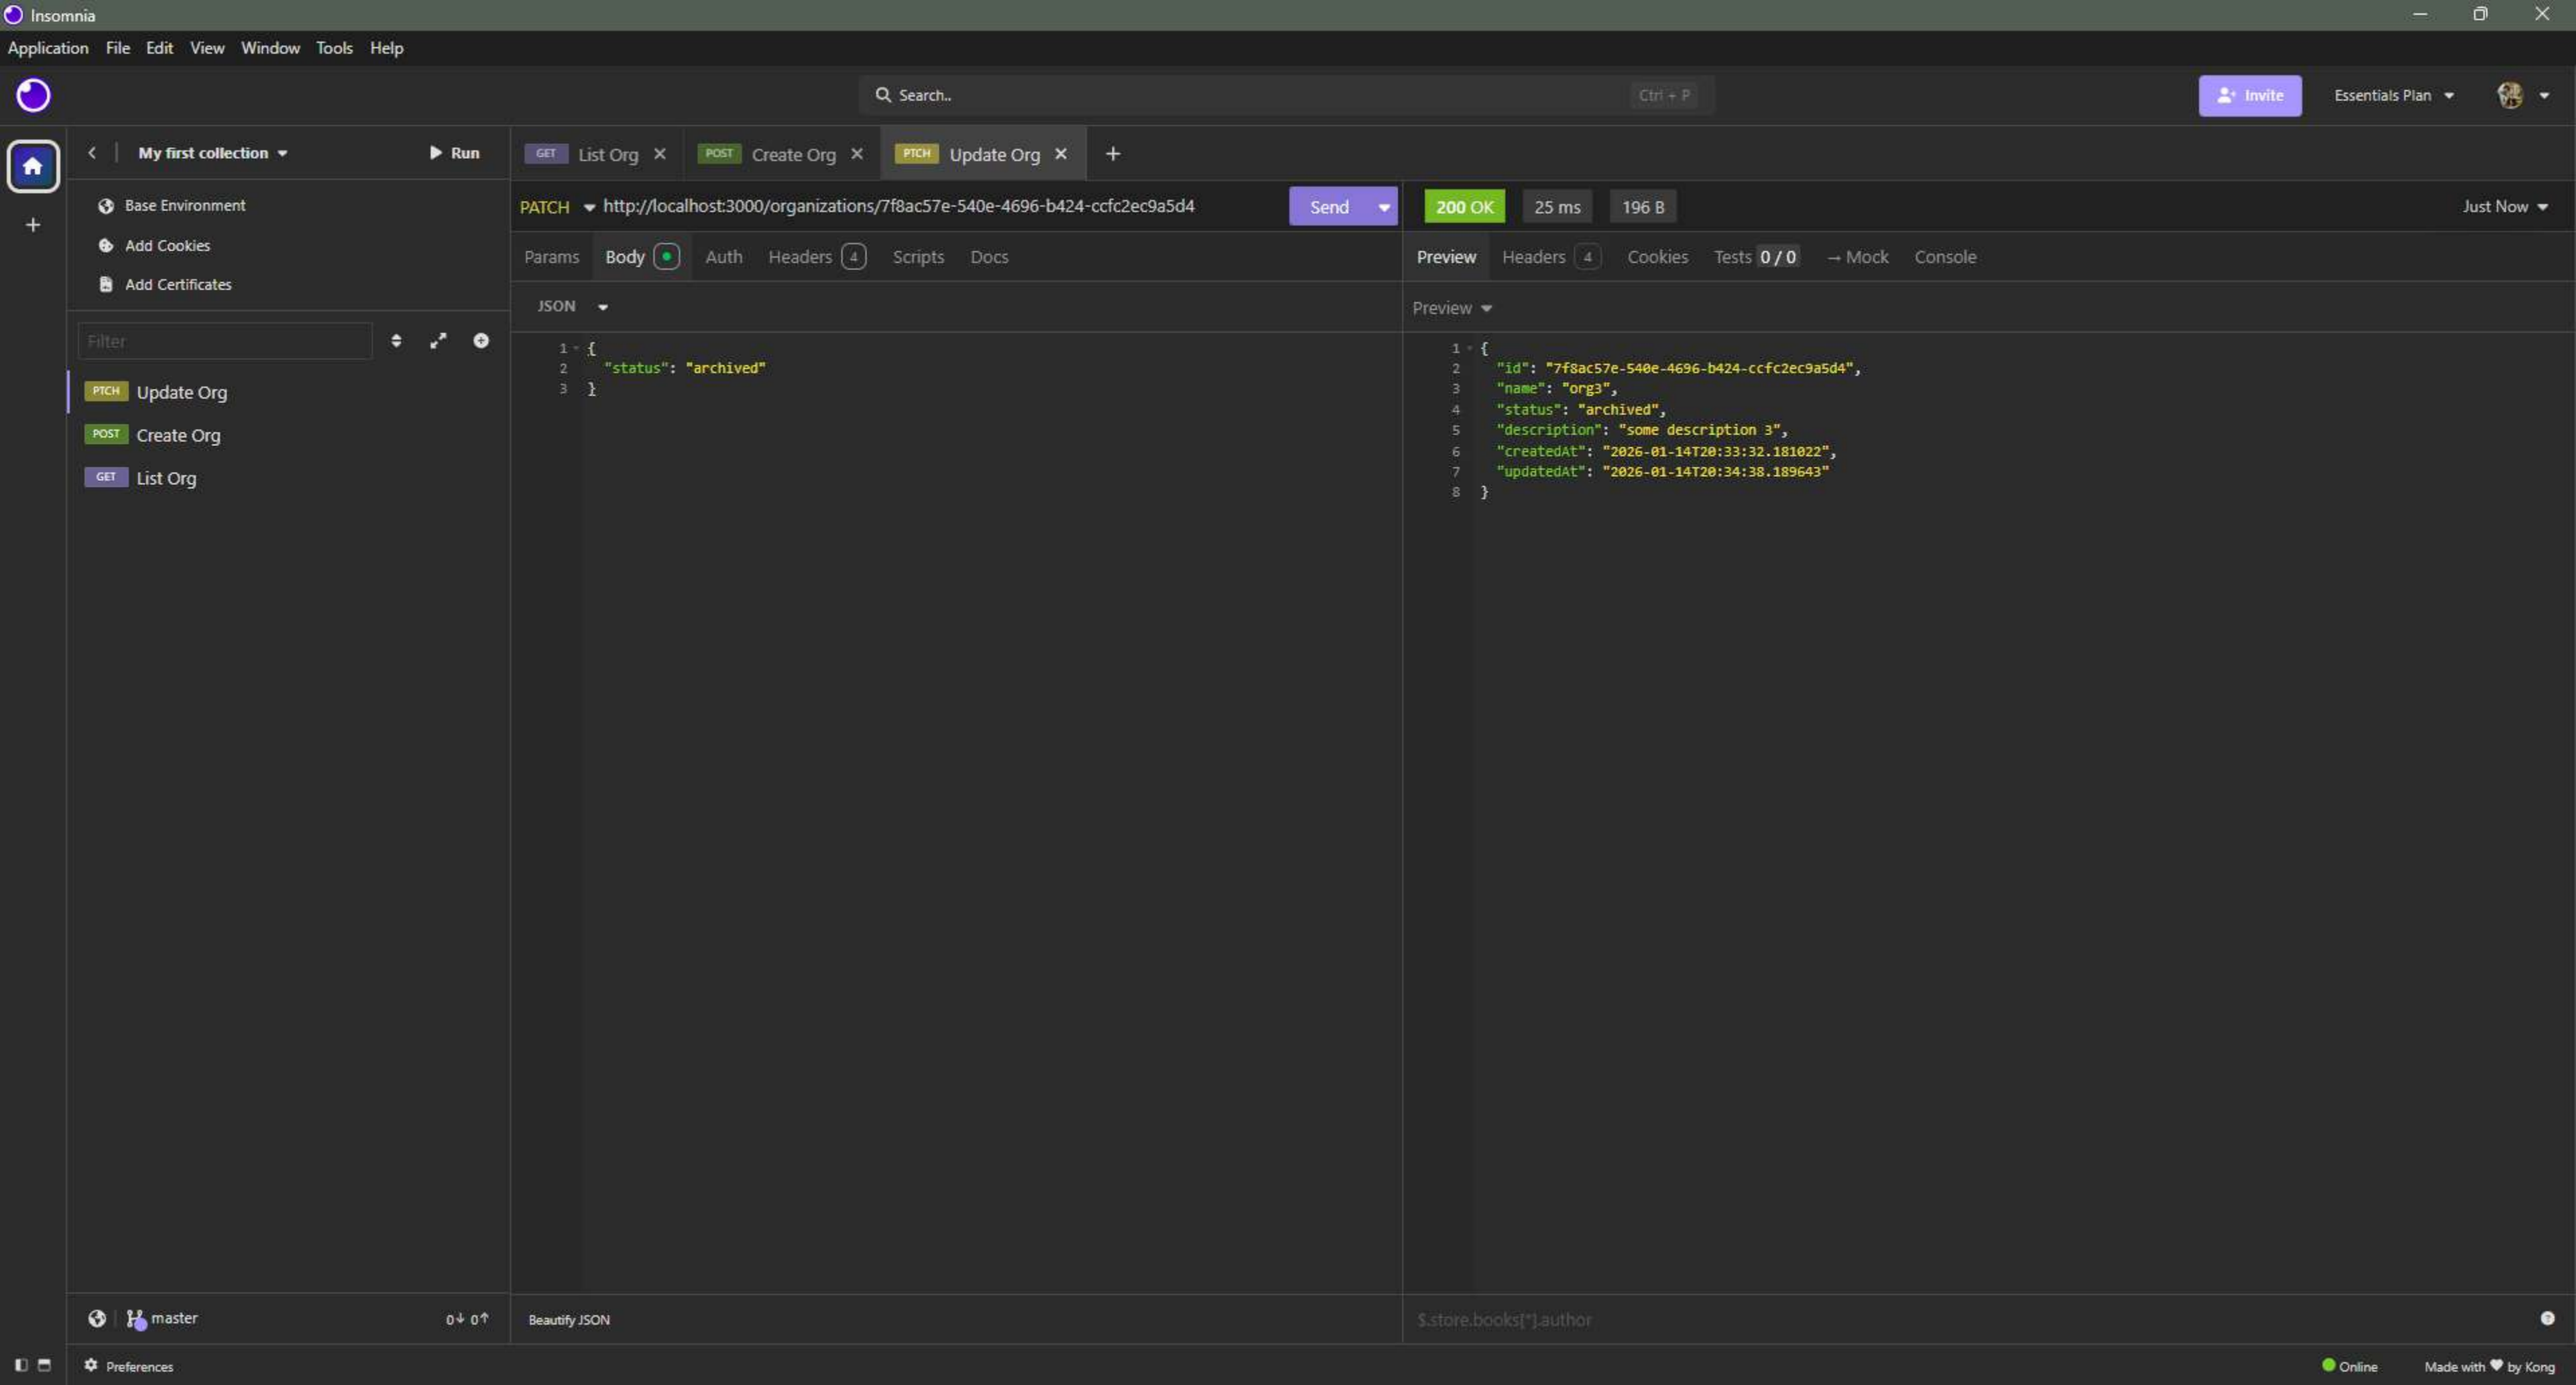 Insomnia
Application File Edit View Window Tools Help
Search.. Ctrl + P Invite Essentials Plan
My first collection Run
Base Environment
Add Cookies
Add Certificates
Filter
PTCH Update Org
POST Create Org
GET List Org
GET List Org POST Create Org PTCH Update Org
PATCH http://localhost:3000/organizations/7f8ac57e-540e-4696-b424-ccfc2ec9a5d4 Send
Params Body Auth Headers 4 Scripts Docs
JSON
1 {
2 "status": "archived"
3 }
200 OK 25 ms 196 B Just Now
Preview Headers 4 Cookies Tests 0 / 0 → Mock Console
Preview
1 {
2 "id": "7f8ac57e-540e-4696-b424-ccfc2ec9a5d4",
3 "name": "org3",
4 "status": "archived",
5 "description": "some description 3",
6 "createdAt": "2026-01-14T20:33:32.181022",
7 "updatedAt": "2026-01-14T20:34:38.189643"
8 }
master 0↓ 0↑
Beautify JSON
$.store.books[*].author
Preferences
Online Made with ♥ by Kong